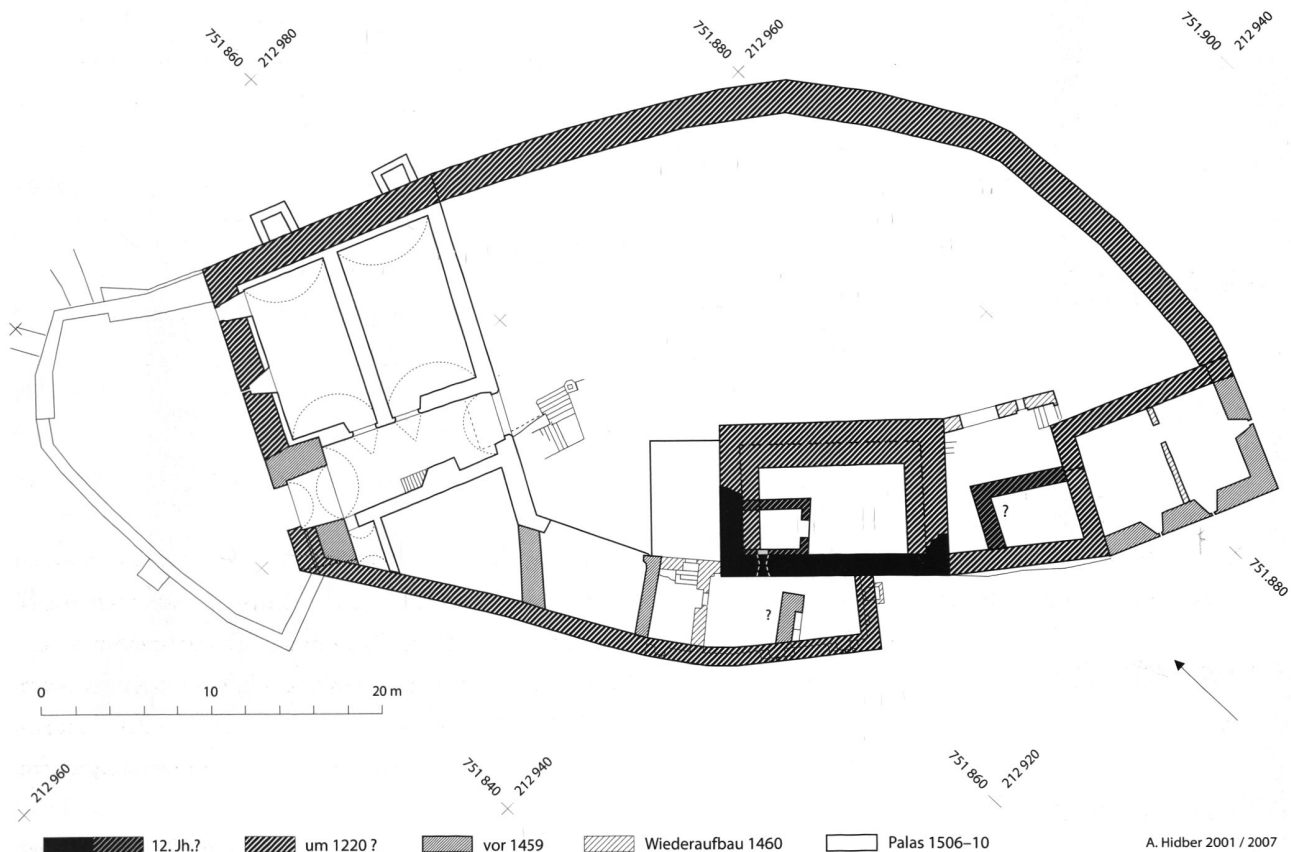 751.860 212 980
751.880 212 960
751.900 212 940
?
?
751.880
212.880
0 10 20 m
212 960
751.840 212 940
751.860 212 920
12. Jh.?
um 1220 ?
vor 1459
Wiederaufbau 1460
Palas 1506–10
A. Hidber 2001 / 2007